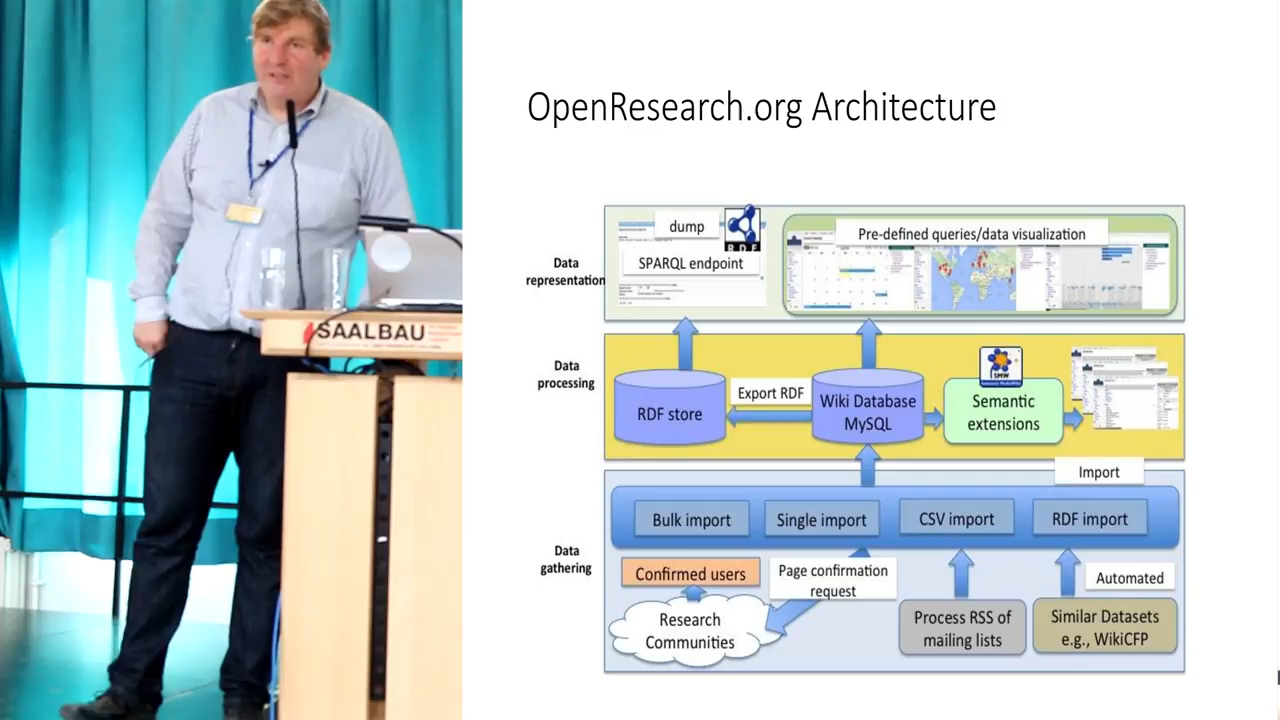 OpenResearch.org Architecture
SAALBAU
Data
representation
dump
RDF
SPARQL endpoint
Pre-defined queries/data visualization
Data
processing
RDF store
Export RDF
Wiki Database
MySQL
SMW
Semantic
extensions
Import
Data
gathering
Bulk import
Single import
CSV import
RDF import
Confirmed users
Page confirmation
request
Automated
Research
Communities
Process RSS of
mailing lists
Similar Datasets
e.g., WikiCFP